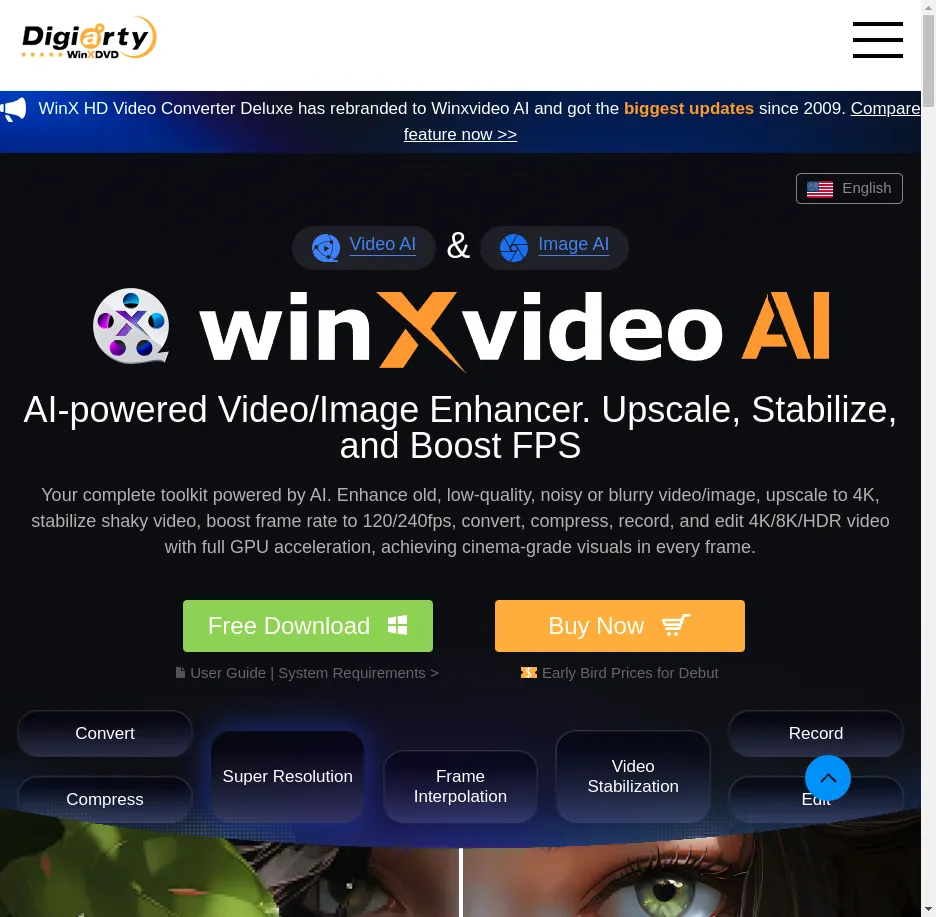 Digiarty
WinXDVD
WinX HD Video Converter Deluxe has rebranded to Winxvideo AI and got the biggest updates since 2009. Compare
feature now >>
English
Video AI & Image AI
winXvideo AI
AI-powered Video/Image Enhancer. Upscale, Stabilize,
and Boost FPS
Your complete toolkit powered by AI. Enhance old, low-quality, noisy or blurry video/image, upscale to 4K,
stabilize shaky video, boost frame rate to 120/240fps, convert, compress, record, and edit 4K/8K/HDR video
with full GPU acceleration, achieving cinema-grade visuals in every frame.
Free Download
Buy Now
User Guide | System Requirements >
Early Bird Prices for Debut
Convert
Compress
Super Resolution
Frame
Interpolation
Video
Stabilization
Record
Edit